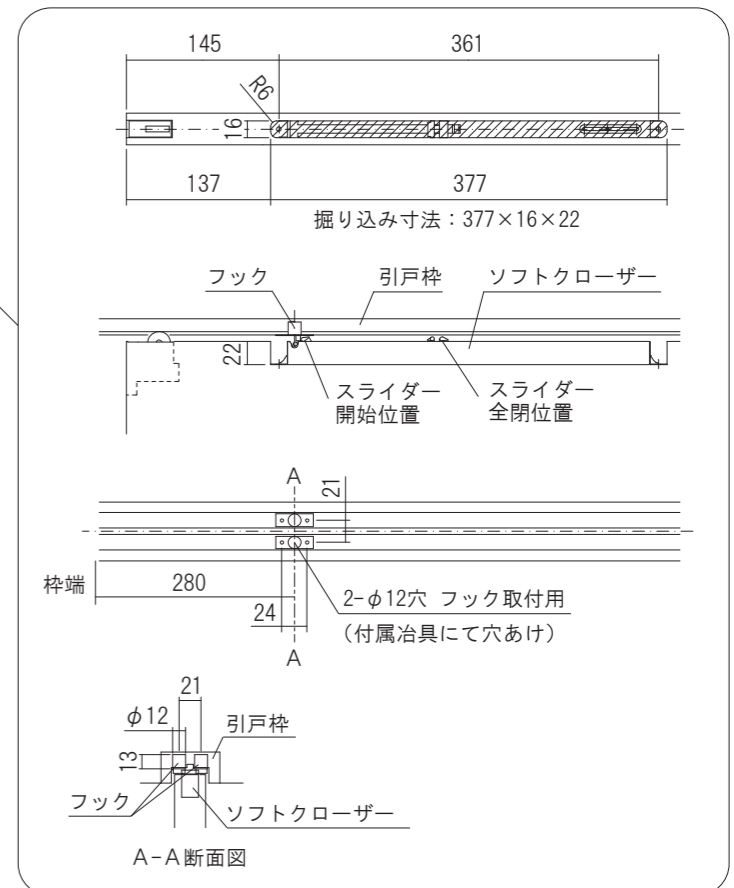 145
361
R6
16
137
377
掘り込み寸法：377×16×22
フック
引戸枠
ソフトクローザー
22
スライダー
開始位置
スライダー
全閉位置
A
21
枠端
280
24
2-φ12穴 フック取付用
（付属冶具にて穴あけ）
A
21
φ12
引戸枠
13
フック
ソフトクローザー
A-A断面図